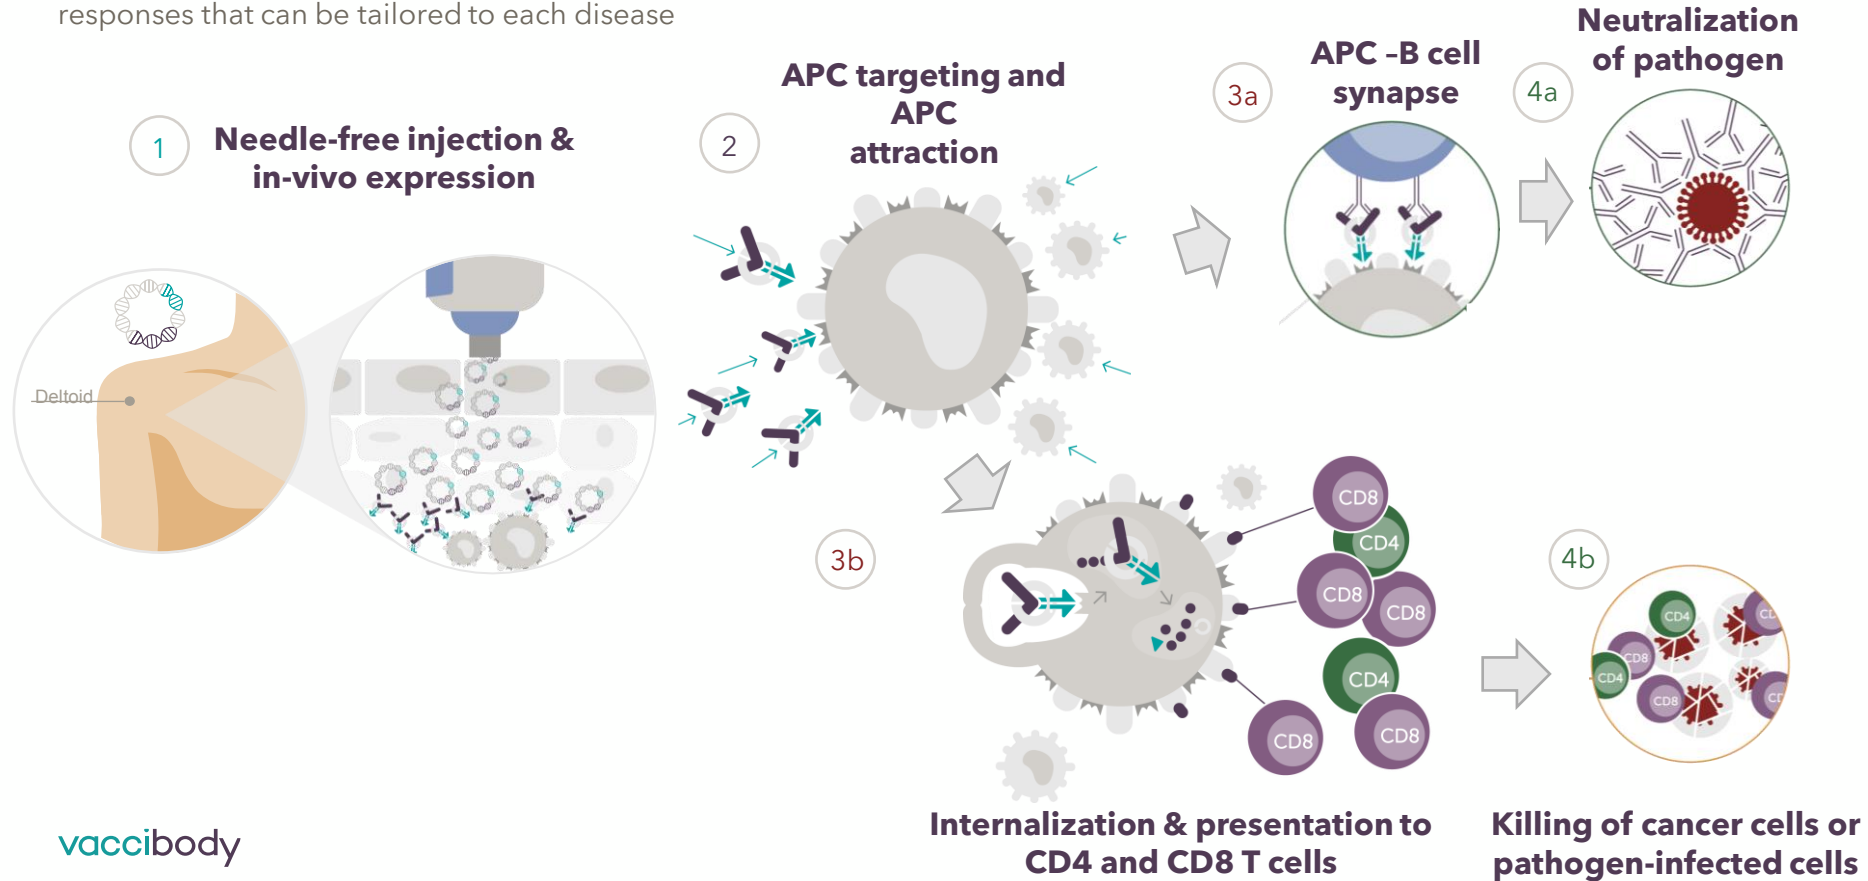 responses that can be tailored to each disease
1
Needle-free injection &
in-vivo expression
Deltoid
2
APC targeting and
APC
attraction
3a
APC –B cell
synapse
4a
Neutralization
of pathogen
3b
CD8
CD4
CD8
CD8
CD4
CD8
CD8
Internalization & presentation to
CD4 and CD8 T cells
4b
CD4
CD
CD8
CD4
CD8
CD
Killing of cancer cells or
pathogen-infected cells
vaccibody